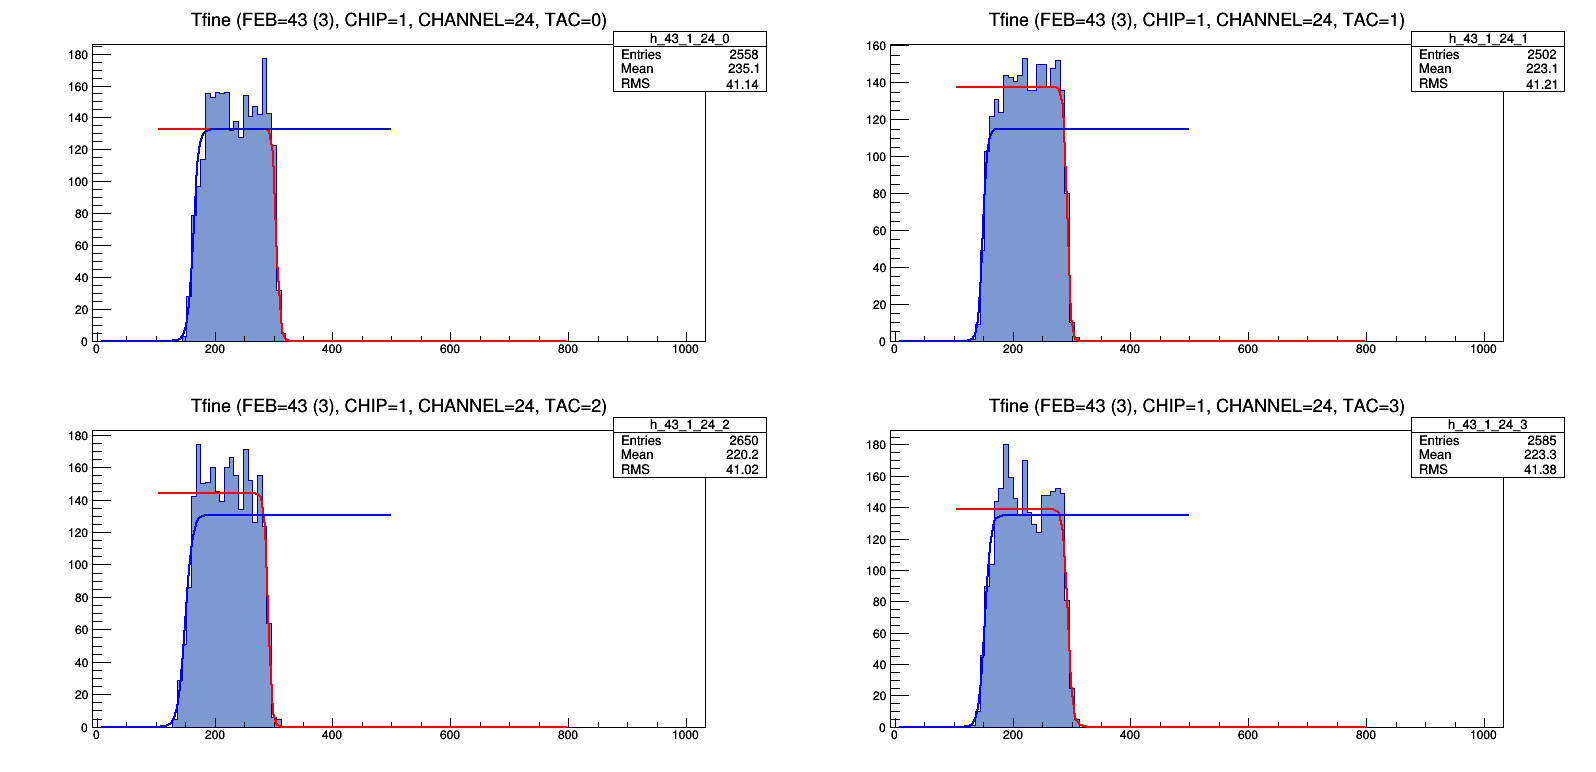 Tfine (FEB=43 (3), CHIP=1, CHANNEL=24, TAC=0)
h_43_1_24_0
Entries 2558
Mean 235.1
RMS 41.14
180
160
140
120
100
80
60
40
20
0
0 200 400 600 800 1000
Tfine (FEB=43 (3), CHIP=1, CHANNEL=24, TAC=1)
h_43_1_24_1
Entries 2502
Mean 223.1
RMS 41.21
160
140
120
100
80
60
40
20
0
0 200 400 600 800 1000
Tfine (FEB=43 (3), CHIP=1, CHANNEL=24, TAC=2)
h_43_1_24_2
Entries 2650
Mean 220.2
RMS 41.02
180
160
140
120
100
80
60
40
20
0
0 200 400 600 800 1000
Tfine (FEB=43 (3), CHIP=1, CHANNEL=24, TAC=3)
h_43_1_24_3
Entries 2585
Mean 223.3
RMS 41.38
180
160
140
120
100
80
60
40
20
0
0 200 400 600 800 1000